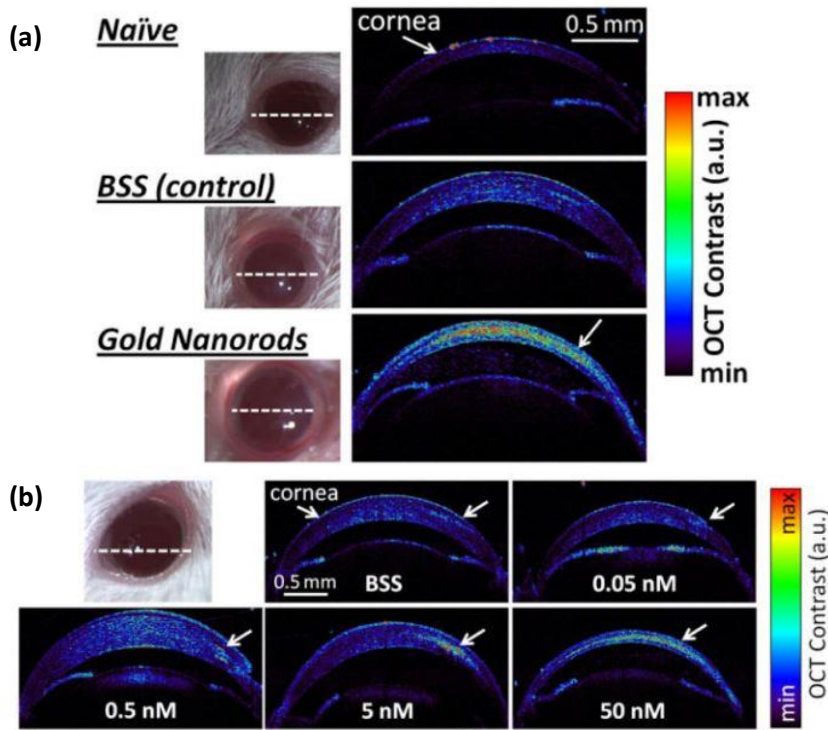 (a)
Naïve
cornea
0.5 mm
BSS (control)
Gold Nanorods
max
OCT Contrast (a.u.)
min
(b)
cornea
0.5 mm
BSS
0.05 nM
0.5 nM
5 nM
50 nM
max
OCT Contrast (a.u.)
min